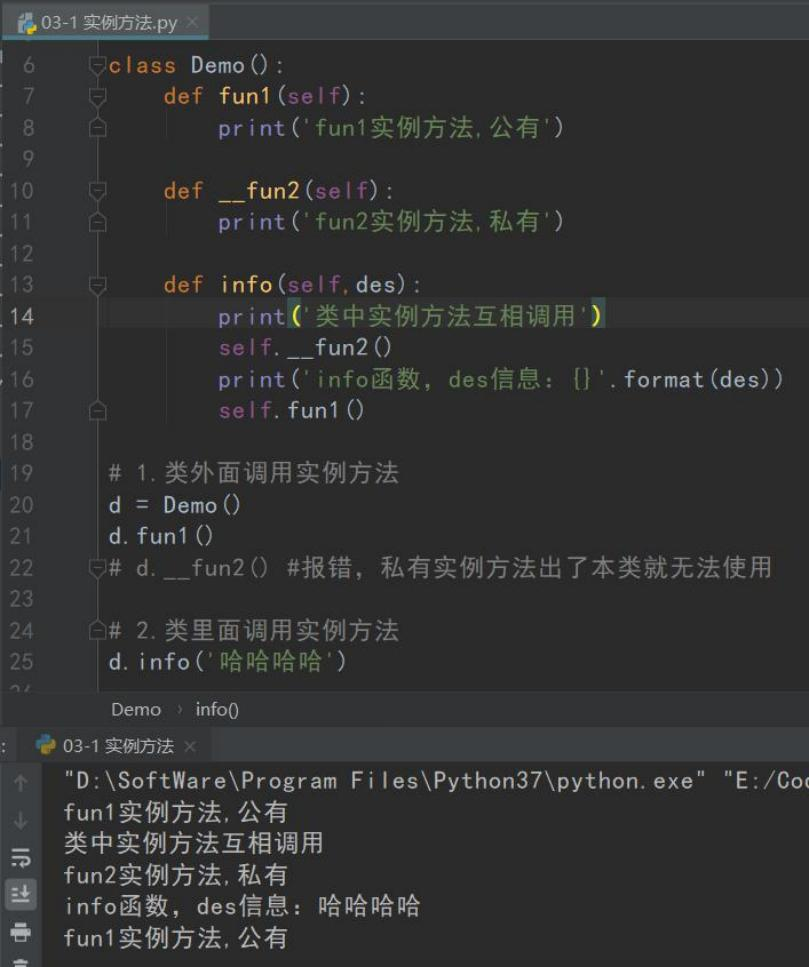 03-1 实例方法.py ×
6 class Demo():
7 def fun1(self):
8 print('fun1实例方法,公有')
9
10 def __fun2(self):
11 print('fun2实例方法,私有')
12
13 def info(self,des):
14 print('类中实例方法互相调用')
15 self.__fun2()
16 print('info函数，des信息：{}'.format(des))
17 self.fun1()
18
19 # 1.类外面调用实例方法
20 d = Demo()
21 d.fun1()
22 # d.__fun2() #报错，私有实例方法出了本类就无法使用
23
24 # 2.类里面调用实例方法
25 d.info('哈哈哈哈')
Demo › info()
03-1 实例方法 ×
"D:\SoftWare\Program Files\Python37\python.exe" "E:/Coo
fun1实例方法,公有
类中实例方法互相调用
fun2实例方法,私有
info函数，des信息：哈哈哈哈
fun1实例方法,公有